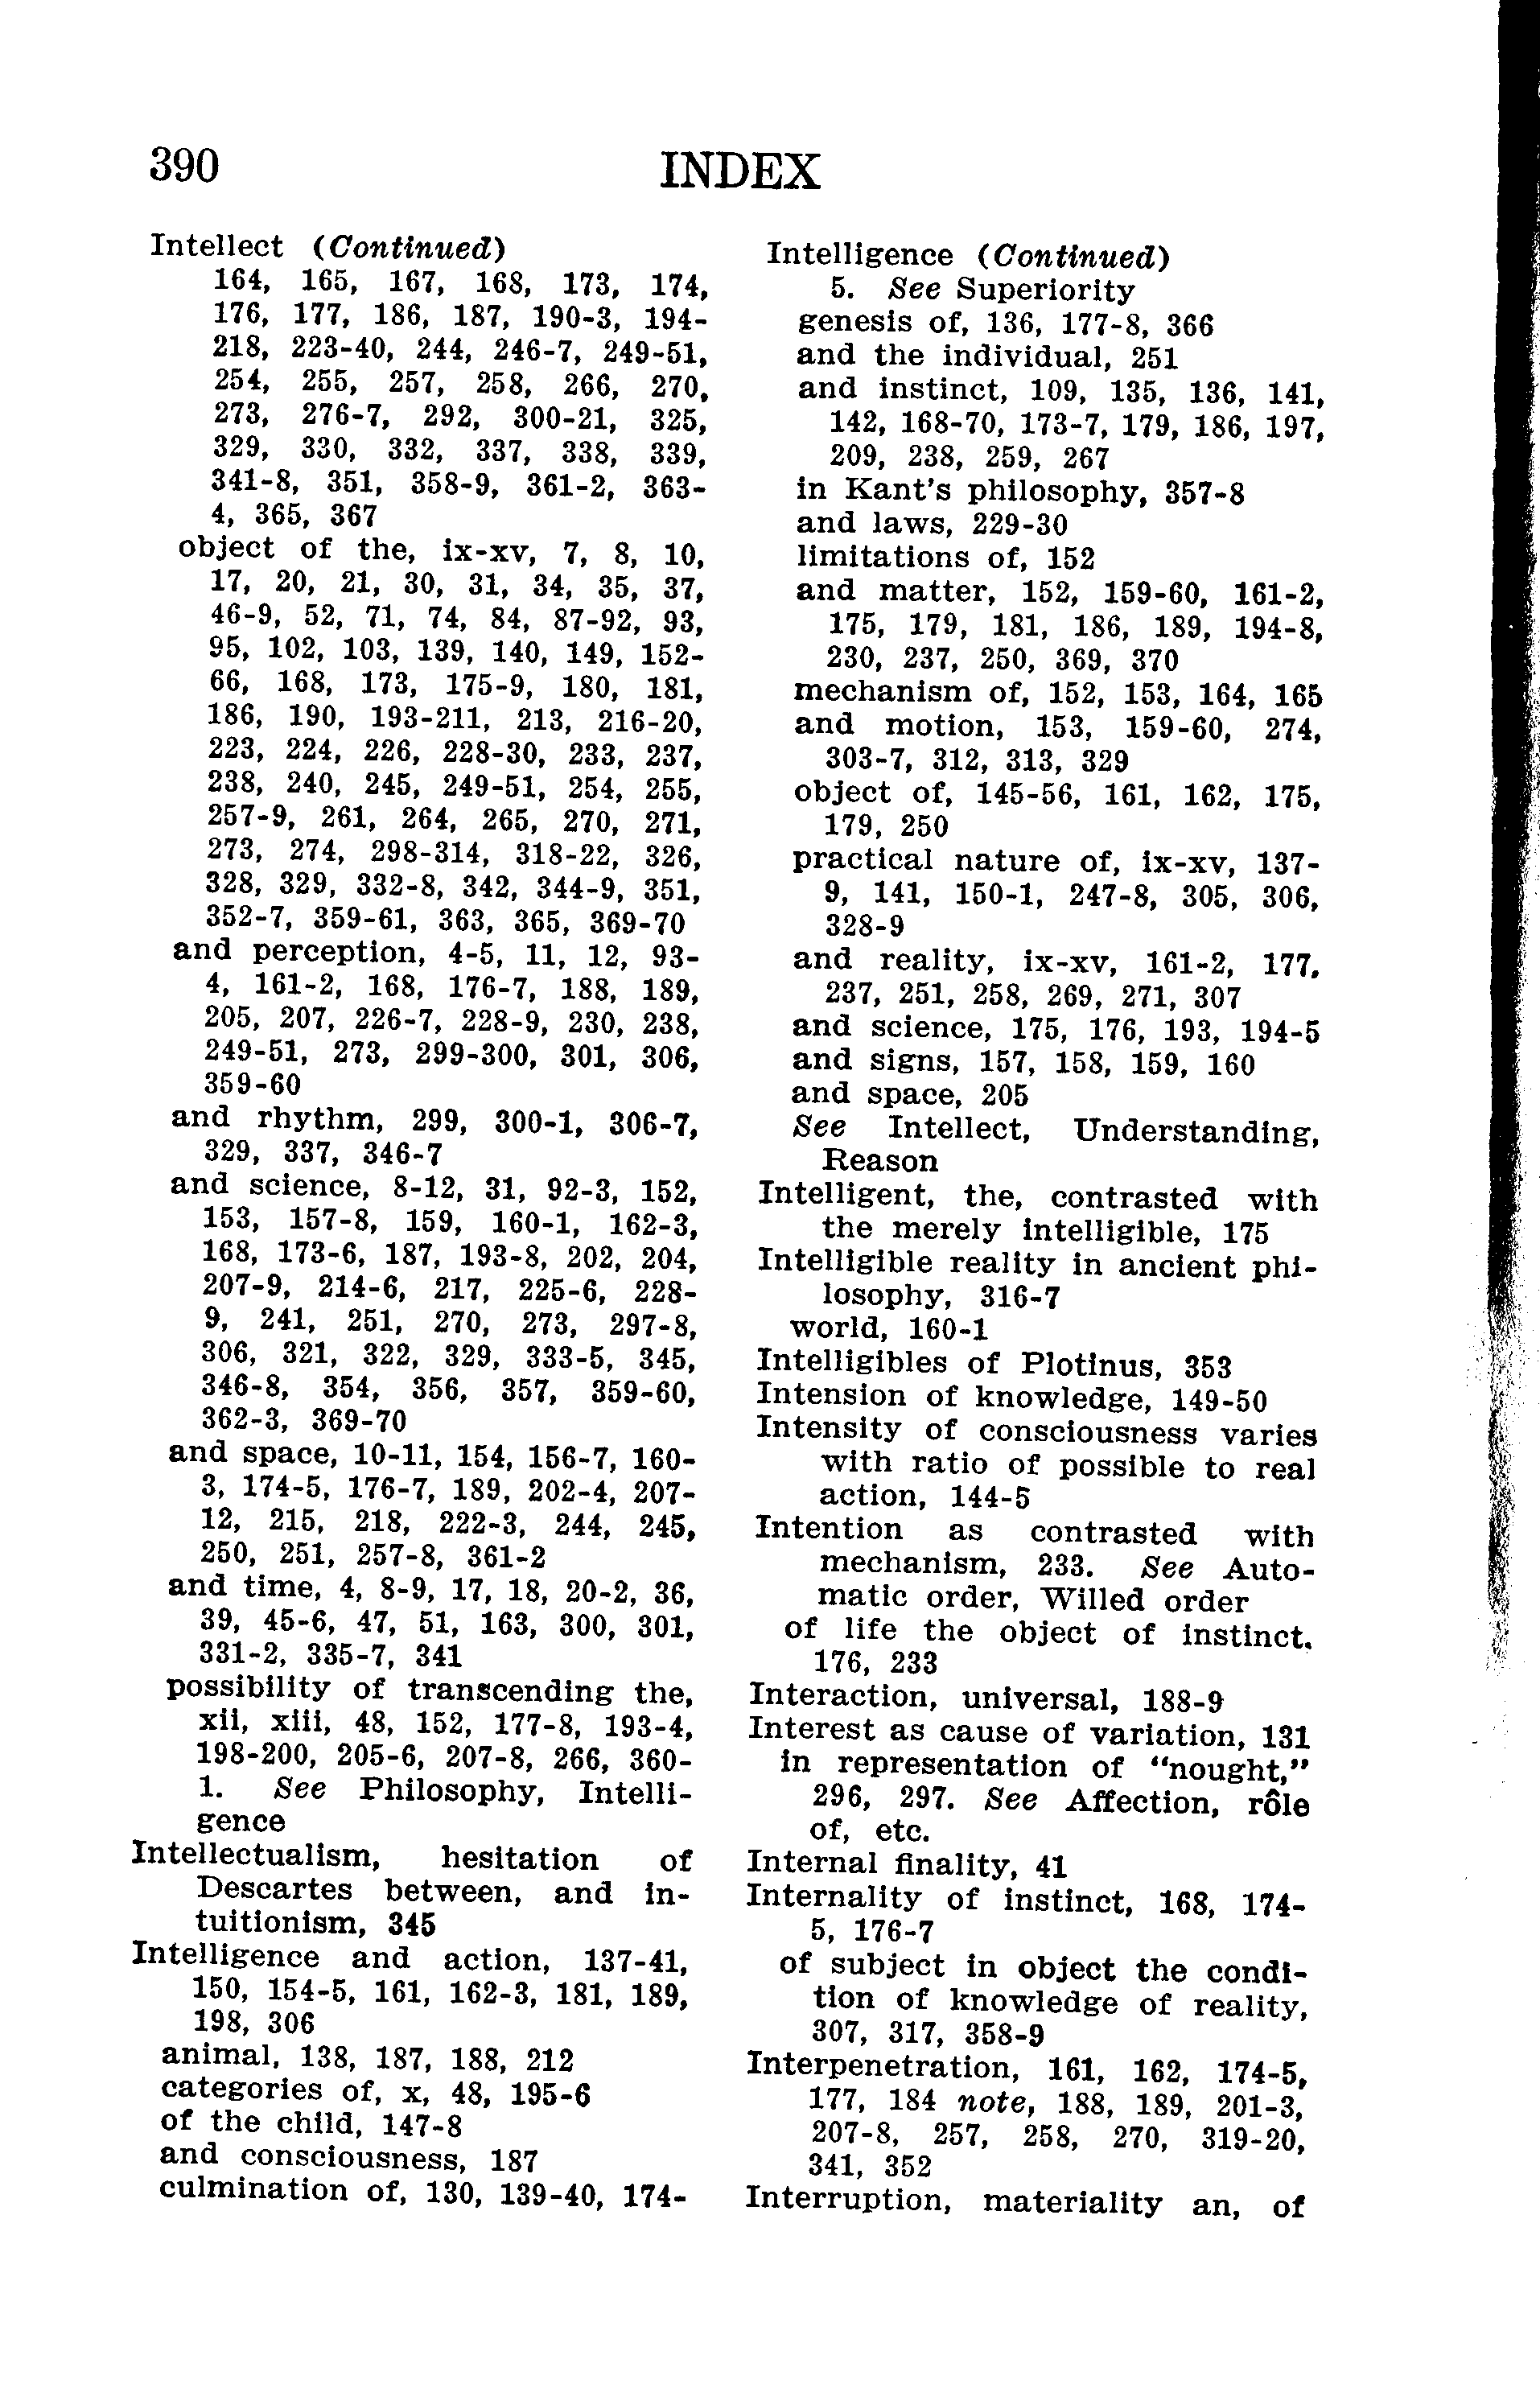 390
INDEX
Intellect (Continued)
164, 165, 167, 168, 173, 174,
176, 177, 186, 187, 190-3, 194-
218, 223-40, 244, 246-7, 249-51,
254, 255, 257, 258, 266, 270,
273, 276-7, 292, 300-21, 325,
329, 330, 332, 337, 338, 339,
341-8, 351, 358-9, 361-2, 363-
4, 365, 367
object of the, ix-xv, 7, 8, 10,
17, 20, 21, 30, 31, 34, 35, 37,
46-9, 52, 71, 74, 84, 87-92, 93,
95, 102, 103, 139, 140, 149, 152-
66, 168, 173, 175-9, 180, 181,
186, 190, 193-211, 213, 216-20,
223, 224, 226, 228-30, 233, 237,
238, 240, 245, 249-51, 254, 255,
257-9, 261, 264, 265, 270, 271,
273, 274, 298-314, 318-22, 326,
328, 329, 332-8, 342, 344-9, 351,
352-7, 359-61, 363, 365, 369-70
and perception, 4-5, 11, 12, 93-
4, 161-2, 168, 176-7, 188, 189,
205, 207, 226-7, 228-9, 230, 238,
249-51, 273, 299-300, 301, 306,
359-60
and rhythm, 299, 300-1, 306-7,
329, 337, 346-7
and science, 8-12, 31, 92-3, 152,
153, 157-8, 159, 160-1, 162-3,
168, 173-6, 187, 193-8, 202, 204,
207-9, 214-6, 217, 225-6, 228-
9, 241, 251, 270, 273, 297-8,
306, 321, 322, 329, 333-5, 345,
346-8, 354, 356, 357, 359-60,
362-3, 369-70
and space, 10-11, 154, 156-7, 160-
3, 174-5, 176-7, 189, 202-4, 207-
12, 215, 218, 222-3, 244, 245,
250, 251, 257-8, 361-2
and time, 4, 8-9, 17, 18, 20-2, 36,
39, 45-6, 47, 51, 163, 300, 301,
331-2, 335-7, 341
possibility of transcending the,
xii, xiii, 48, 152, 177-8, 193-4,
198-200, 205-6, 207-8, 266, 360-
1. See Philosophy, Intelli-
gence
Intellectualism, hesitation of
Descartes between, and in-
tuitionism, 345
Intelligence and action, 137-41,
150, 154-5, 161, 162-3, 181, 189,
198, 306
animal, 138, 187, 188, 212
categories of, x, 48, 195-6
of the child, 147-8
and consciousness, 187
culmination of, 130, 139-40, 174-
Intelligence (Continued)
5. See Superiority
genesis of, 136, 177-8, 366
and the individual, 251
and instinct, 109, 135, 136, 141,
142, 168-70, 173-7, 179, 186, 197,
209, 238, 259, 267
in Kant's philosophy, 357-8
and laws, 229-30
limitations of, 152
and matter, 152, 159-60, 161-2,
175, 179, 181, 186, 189, 194-8,
230, 237, 250, 369, 370
mechanism of, 152, 153, 164, 165
and motion, 153, 159-60, 274,
303-7, 312, 313, 329
object of, 145-56, 161, 162, 175,
179, 250
practical nature of, ix-xv, 137-
9, 141, 150-1, 247-8, 305, 306,
328-9
and reality, ix-xv, 161-2, 177,
237, 251, 258, 269, 271, 307
and science, 175, 176, 193, 194-5
and signs, 157, 158, 159, 160
and space, 205
See Intellect, Understanding,
Reason
Intelligent, the, contrasted with
the merely intelligible, 175
Intelligible reality in ancient phi-
losophy, 316-7
world, 160-1
Intelligibles of Plotinus, 353
Intension of knowledge, 149-50
Intensity of consciousness varies
with ratio of possible to real
action, 144-5
Intention as contrasted with
mechanism, 233. See Auto-
matic order, Willed order
of life the object of instinct,
176, 233
Interaction, universal, 188-9
Interest as cause of variation, 131
in representation of “nought,”
296, 297. See Affection, rôle
of, etc.
Internal finality, 41
Internality of instinct, 168, 174-
5, 176-7
of subject in object the condi-
tion of knowledge of reality,
307, 317, 358-9
Interpenetration, 161, 162, 174-5,
177, 184 note, 188, 189, 201-3,
207-8, 257, 258, 270, 319-20,
341, 352
Interruption, materiality an, of